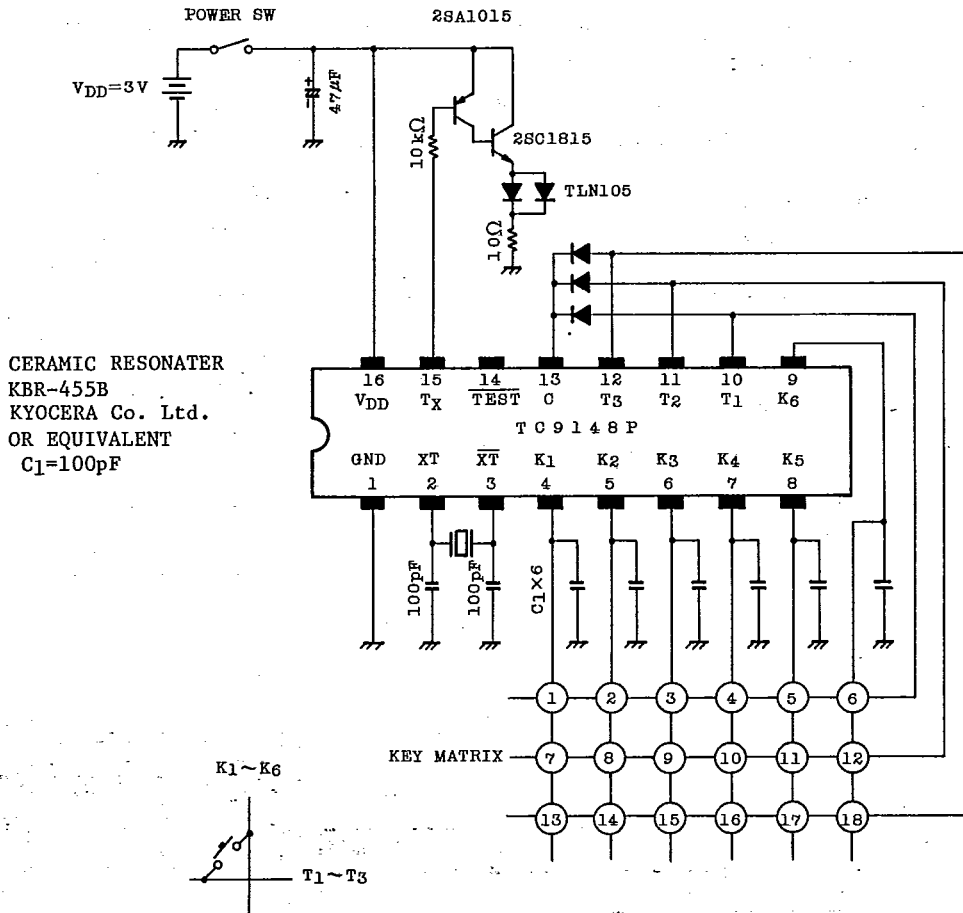 POWER SW
2SA1015
VDD=3V
47µF
10kΩ
2SC1815
TLN105
10Ω
CERAMIC RESONATER
KBR-455B
KYOCERA Co. Ltd.
OR EQUIVALENT
C1=100pF
16 15 14 13 12 11 10 9
VDD TX TEST C T3 T2 T1 K6
TC9148P
GND XT XT K1 K2 K3 K4 K5
1 2 3 4 5 6 7 8
100pF
100pF
C1×6
1 2 3 4 5 6
KEY MATRIX
7 8 9 10 11 12
13 14 15 16 17 18
K1~K6
T1~T3